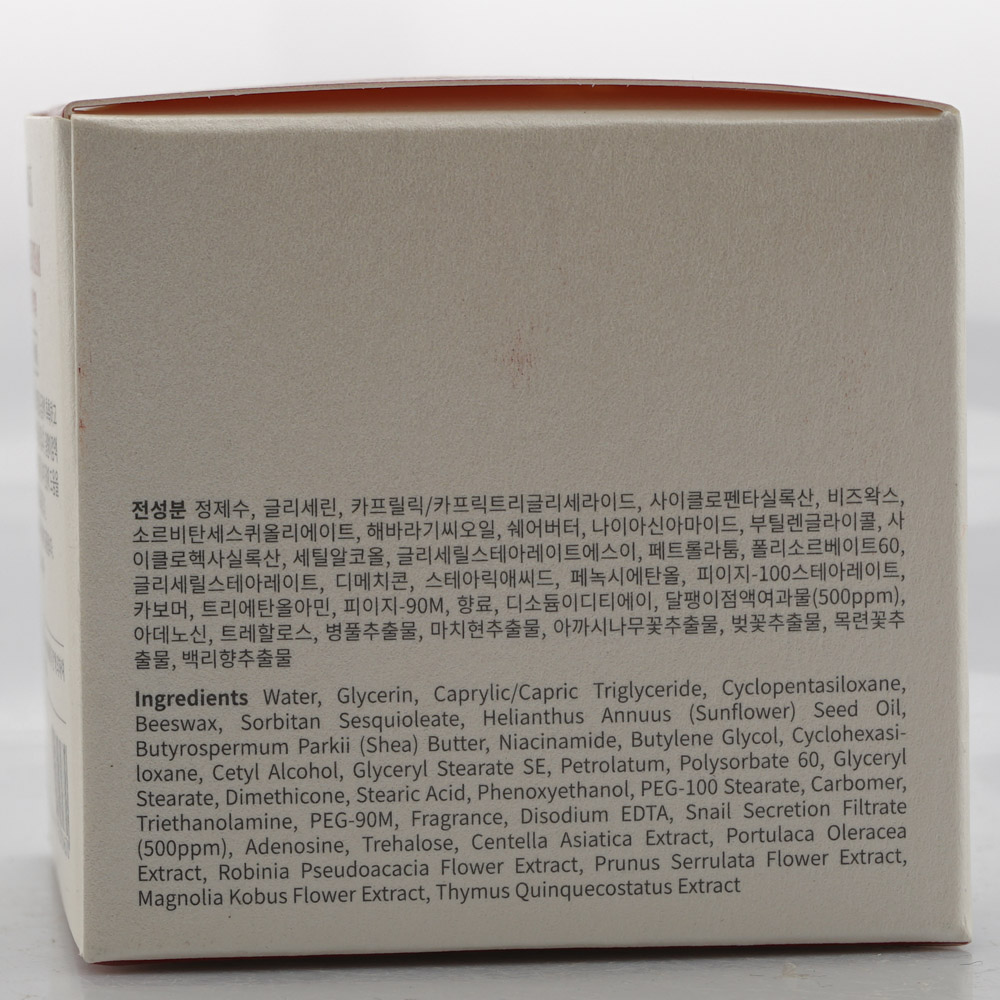 전성분 정제수, 글리세린, 카프릴릭/카프릭트리글리세라이드, 사이클로펜타실록산, 비즈왁스,
소르비탄세스퀴올리에이트, 해바라기씨오일, 쉐어버터, 나이아신아마이드, 부틸렌글라이콜, 사
이클로헥사실록산, 세틸알코올, 글리세릴스테아레이트에스이, 페트롤라툼, 폴리소르베이트60,
글리세릴스테아레이트, 디메치콘, 스테아릭애씨드, 페녹시에탄올, 피이지-100스테아레이트,
카보머, 트리에탄올아민, 피이지-90M, 향료, 디소듐이디티에이, 달팽이점액여과물(500ppm),
아데노신, 트레할로스, 병풀추출물, 마치현추출물, 아까시나무꽃추출물, 벚꽃추출물, 목련꽃추
출물, 백리향추출물
Ingredients Water, Glycerin, Caprylic/Capric Triglyceride, Cyclopentasiloxane,
Beeswax, Sorbitan Sesquioleate, Helianthus Annuus (Sunflower) Seed Oil,
Butyrospermum Parkii (Shea) Butter, Niacinamide, Butylene Glycol, Cyclohexasi-
loxane, Cetyl Alcohol, Glyceryl Stearate SE, Petrolatum, Polysorbate 60, Glyceryl
Stearate, Dimethicone, Stearic Acid, Phenoxyethanol, PEG-100 Stearate, Carbomer,
Triethanolamine, PEG-90M, Fragrance, Disodium EDTA, Snail Secretion Filtrate
(500ppm), Adenosine, Trehalose, Centella Asiatica Extract, Portulaca Oleracea
Extract, Robinia Pseudoacacia Flower Extract, Prunus Serrulata Flower Extract,
Magnolia Kobus Flower Extract, Thymus Quinquecostatus Extract